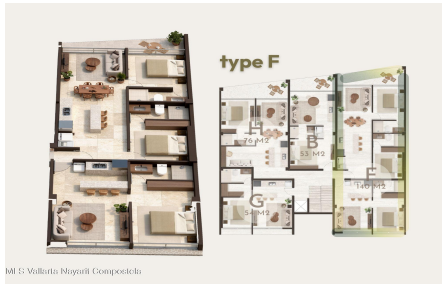 type F
H
76 M2
B
53 M2
F
140 M2
G
54 M2
MLS Vallarta Nayarit Compostela